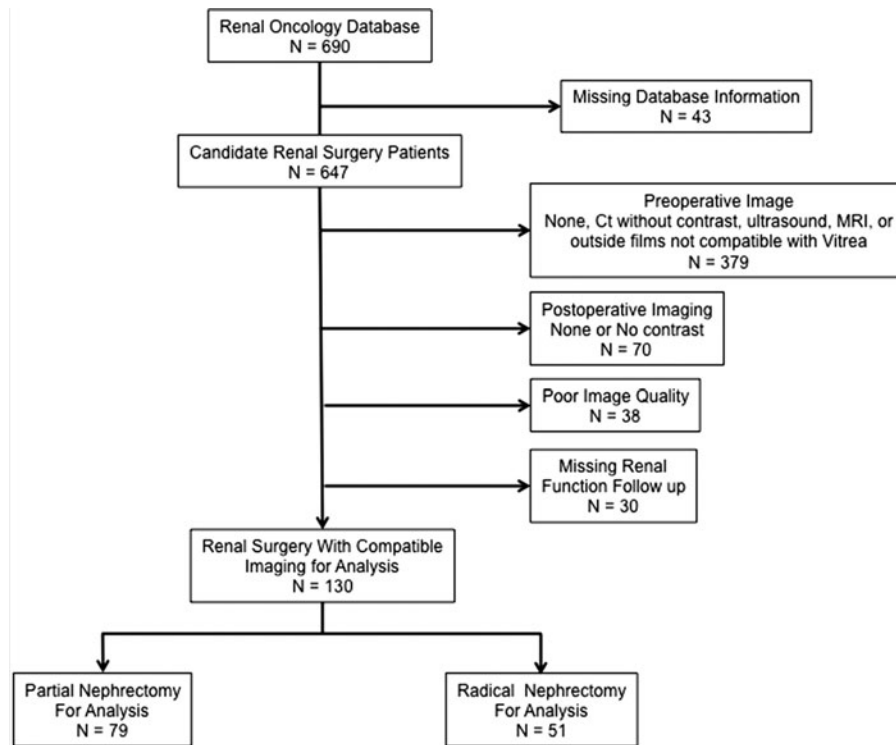 Renal Oncology Database
N = 690
Missing Database Information
N = 43
Candidate Renal Surgery Patients
N = 647
Preoperative Image
None, Ct without contrast, ultrasound, MRI, or
outside films not compatible with Vitrea
N = 379
Postoperative Imaging
None or No contrast
N = 70
Poor Image Quality
N = 38
Missing Renal
Function Follow up
N = 30
Renal Surgery With Compatible
Imaging for Analysis
N = 130
Partial Nephrectomy
For Analysis
N = 79
Radical Nephrectomy
For Analysis
N = 51